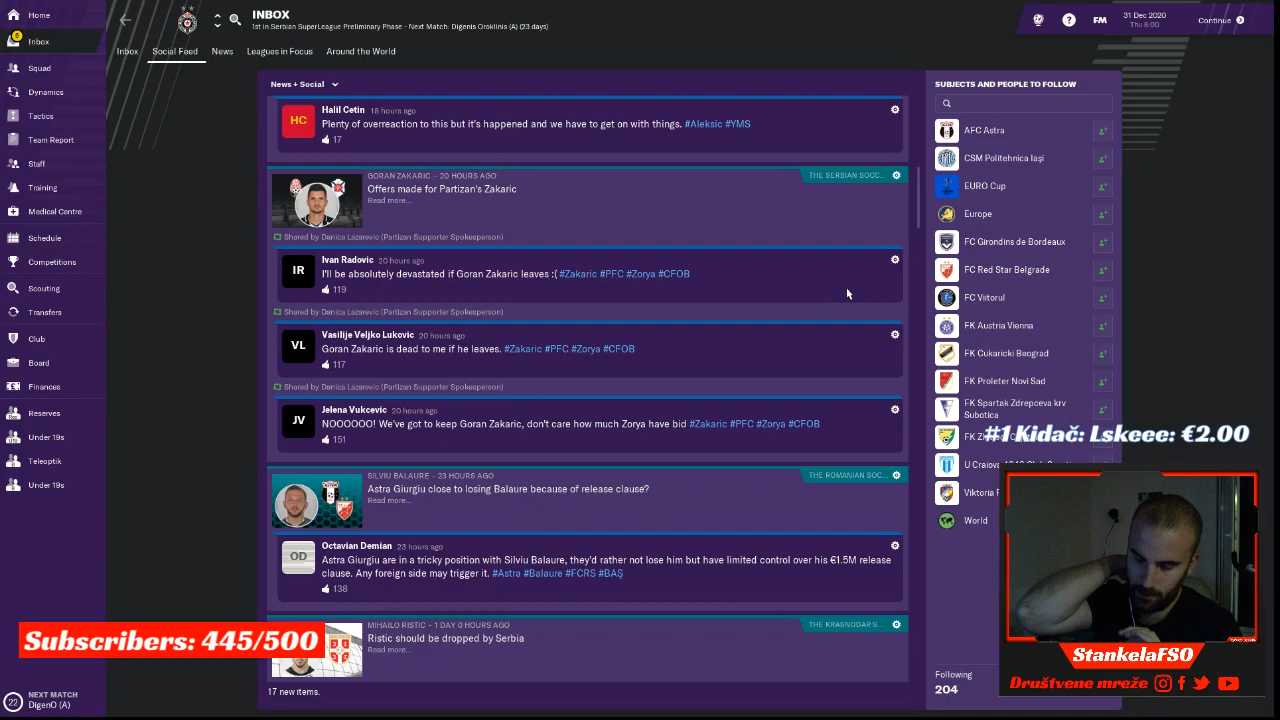 Home
6
Inbox
Squad
Dynamics
Tactics
Team Report
Staff
Training
Medical Centre
Schedule
Competitions
Scouting
Transfers
Club
Board
Finances
Reserves
Under 19s
Teleoptik
Under 19s
22
NEXT MATCH
DigenO (A)
INBOX
1st in Serbian SuperLeague Preliminary Phase - Next Match: Digenis Oroklinis (A) (23 days)
FM
31 Dec 2020
Thu 8:00
Continue
Inbox
Social Feed
News
Leagues in Focus
Around the World
News + Social
HC
Halil Cetin 18 hours ago
Plenty of overreaction to this but it's happened and we have to get on with things. #Aleksic #YMS
17
GORAN ZAKARIC - 20 HOURS AGO
THE SERBIAN SOCC...
Offers made for Partizan's Zakaric
Read more...
Shared by Danica Lazarevic (Partizan Supporter Spokesperson)
IR
Ivan Radovic 20 hours ago
I'll be absolutely devastated if Goran Zakaric leaves :( #Zakaric #PFC #Zorya #CFOB
119
Shared by Danica Lazarevic (Partizan Supporter Spokesperson)
VL
Vasilije Veljko Lukovic 20 hours ago
Goran Zakaric is dead to me if he leaves. #Zakaric #PFC #Zorya #CFOB
117
Shared by Danica Lazarevic (Partizan Supporter Spokesperson)
JV
Jelena Vukcevic 20 hours ago
NOOOOOO! We've got to keep Goran Zakaric, don't care how much Zorya have bid #Zakaric #PFC #Zorya #CFOB
151
SILVIU BALAURE - 23 HOURS AGO
THE ROMANIAN SOC...
Astra Giurgiu close to losing Balaure because of release clause?
Read more...
OD
Octavian Demian 23 hours ago
Astra Giurgiu are in a tricky position with Silviu Balaure, they'd rather not lose him but have limited control over his €1.5M release
clause. Any foreign side may trigger it. #Astra #Balaure #FCRS #BAŞ
138
MIHAILO RISTIC - 1 DAY 0 HOURS AGO
THE KRASNODAR S...
Ristic should be dropped by Serbia
Read more...
17 new items.
SUBJECTS AND PEOPLE TO FOLLOW
AFC Astra
CSM Politehnica Iaşi
EURO Cup
Europe
FC Girondins de Bordeaux
FC Red Star Belgrade
FC Viitorul
FK Austria Vienna
FK Cukaricki Beograd
FK Proleter Novi Sad
FK Spartak Zdrepceva krv
Subotica
#1 Kidač: Lskeee: €2.00
U Craiova
Viktoria
World
Following
204
Subscribers: 445/500
StankelaFSO
Društvene mreže